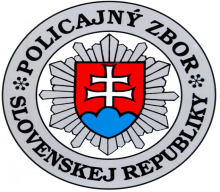 POLICAJNÝ ZBOR
SLOVENSKEJ REPUBLIKY